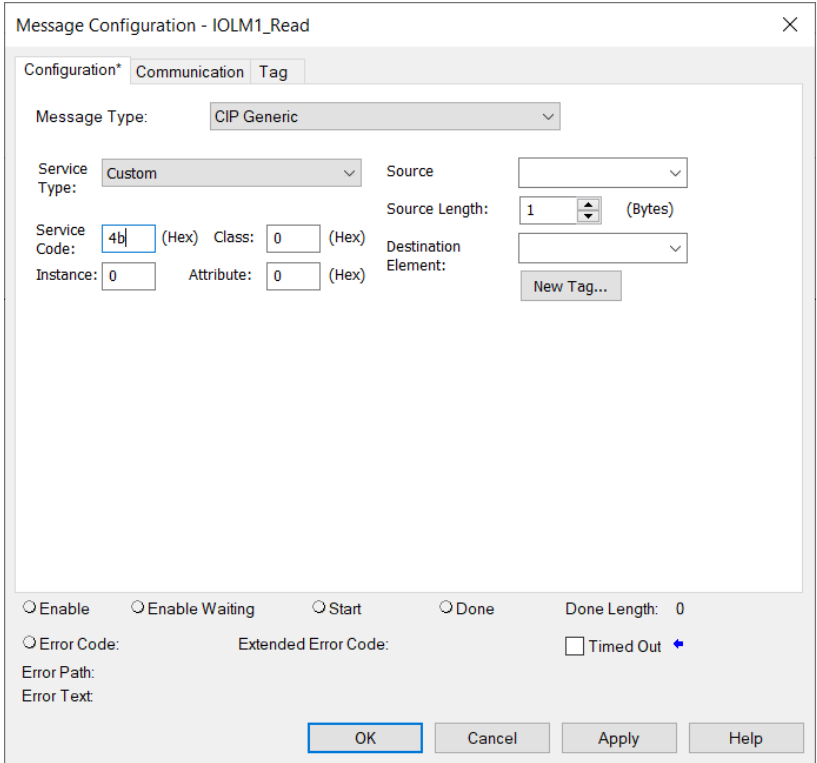 Message Configuration - IOLM1_Read
Configuration* Communication Tag
Message Type: CIP Generic
Service Type: Custom
Source
Source Length: 1 (Bytes)
Service Code: 4b (Hex) Class: 0 (Hex)
Destination Element:
Instance: 0 Attribute: 0 (Hex)
New Tag...
Enable Enable Waiting Start Done Done Length: 0
Error Code: Extended Error Code: Timed Out
Error Path:
Error Text:
OK Cancel Apply Help